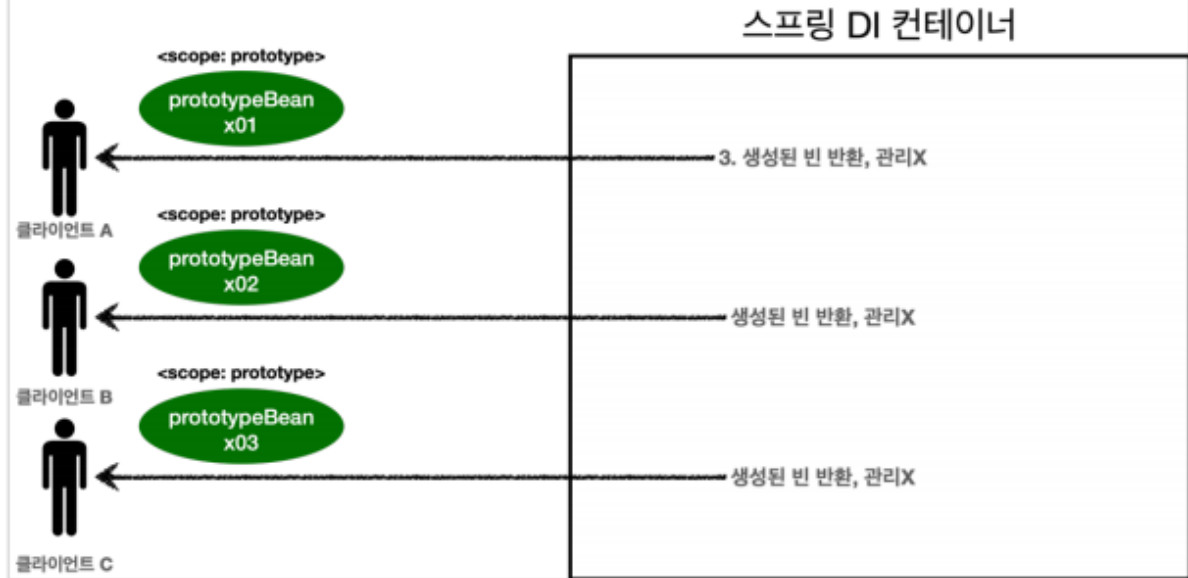 스프링 DI 컨테이너
<scope: prototype>
prototypeBean
x01
3. 생성된 빈 반환, 관리X
클라이언트 A
<scope: prototype>
prototypeBean
x02
생성된 빈 반환, 관리X
클라이언트 B
<scope: prototype>
prototypeBean
x03
생성된 빈 반환, 관리X
클라이언트 C